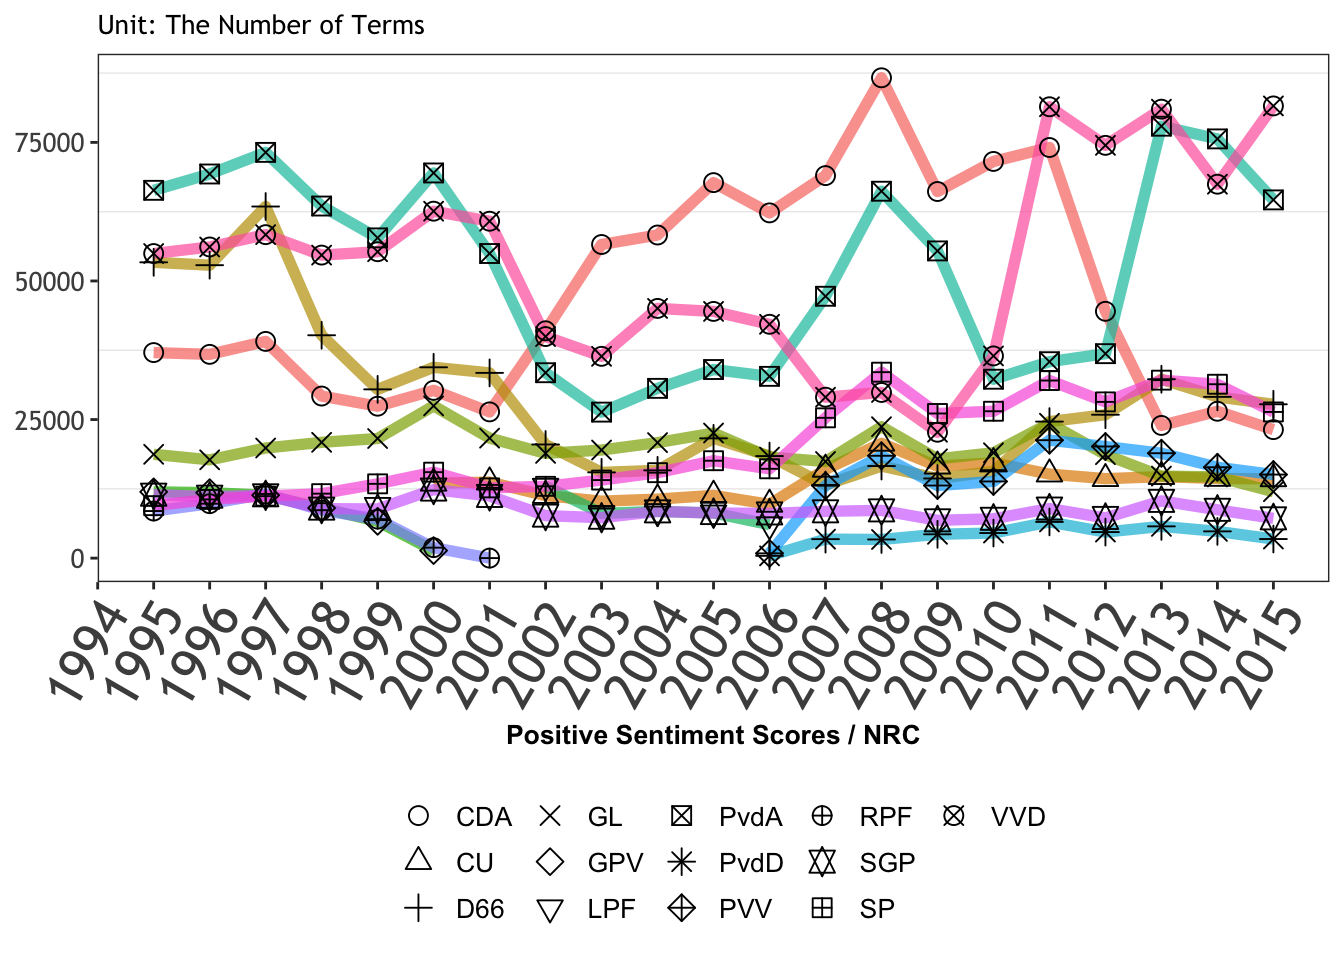 Unit: The Number of Terms
75000
50000
25000
0
1994 1995 1996 1997 1998 1999 2000 2001 2002 2003 2004 2005 2006 2007 2008 2009 2010 2011 2012 2013 2014 2015
Positive Sentiment Scores / NRC
CDA GL PvdA RPF VVD
CU GPV PvdD SGP
D66 LPF PVV SP